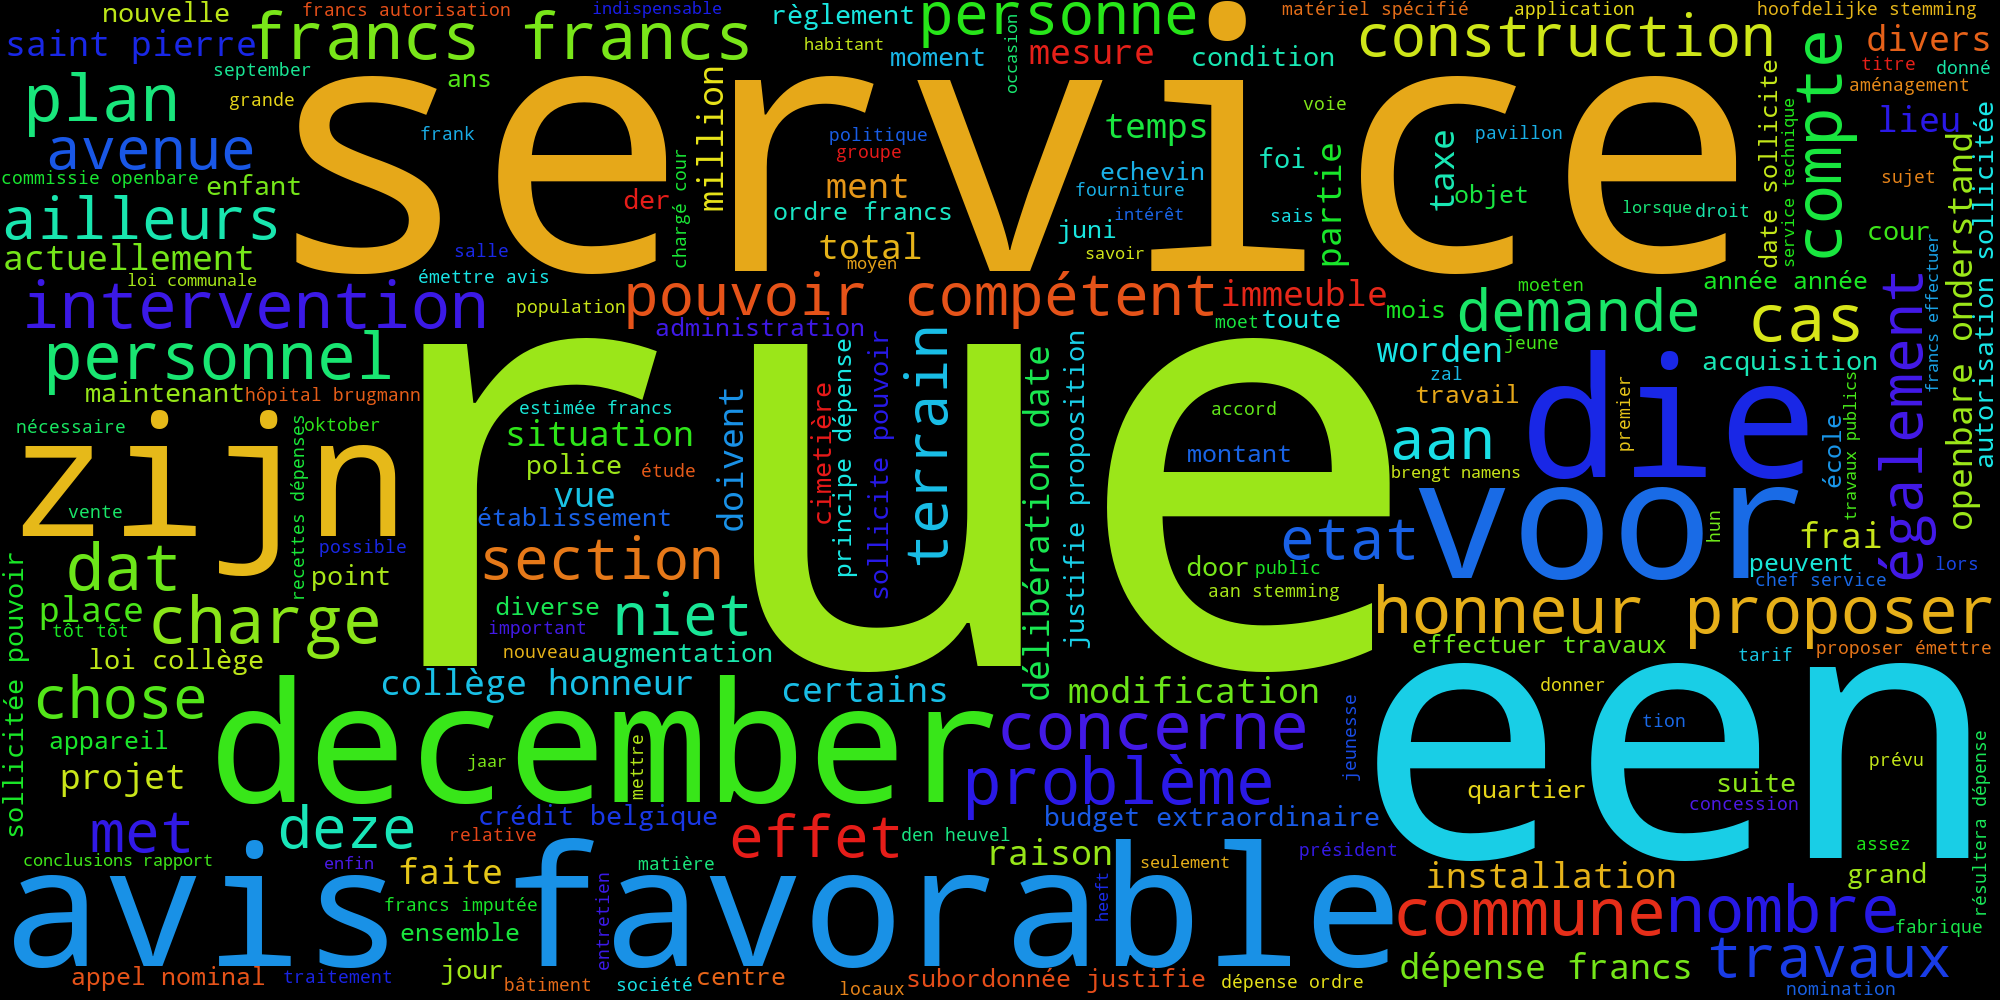 nouvelle
francs autorisation
indispensable
règlement
personne
matériel spécifié
application
hoofdelijke stemming
saint pierre
francs francs
habitant
moment
occasion
mesure
condition
construction
compte
divers
titre
donné
september
ans
plan
grande
service
million
voie
date sollicite
aménagement
avenue
frank
politique
groupe
temps
taxe
pavillon
service technique
lieu
autorisation sollicitée
commissie openbare
enfant
chargé cour
ment
echevin
fourniture
foi
partie
objet
sujet
openbare onderstand
der
ordre francs
intérêt
sais
lorsque
droit
ailleurs
juni
cour
actuellement
salle
total
moyen
savoir
loi communale
émettre avis
année année
francs effectuer
intervention
population
pouvoir compétent
immeuble
mois
moeten
demande
cas
également
administration
moet
toute
personnel
rue
principe dépense
sollicite pouvoir
terrain
délibération date
justifie proposition
worden
jeune
acquisition
maintenant
hôpital brugmann
zal
travail
premier
die
travaux publics
nécessaire
zijn
recettes dépenses
oktober
estimée francs
situation
doivent
cimetière
accord
aan
école
police
étude
montant
brengt namens
vue
voor
vente
établissement
etat
hun
frai
possible
section
dat
point
door
public
peuvent
lors
chef service
sollicitée pouvoir
place
charge
diverse
niet
aan stemming
honneur proposer
tôt tôt
important
loi collège
nouveau
augmentation
effectuer travaux
tarif
proposer émettre
chose
collège honneur
certains
modification
donner
december
concerne
jeunesse
een
tion
appareil
jaar
mettre
problème
prévu
projet
quartier
suite
concession
résultera dépense
met
deze
crédit belgique
relative
effet
den heuvel
budget extraordinaire
assez
conclusions rapport
enfin
faite
matière
raison
seulement
président
avis favorable
installation
grand
francs imputée
entretien
heeft
commune
nombre
fabrique
ensemble
appel nominal
traitement
jour
bâtiment
société
centre
locaux
subordonnée justifie
dépense ordre
dépense francs
travaux
nomination